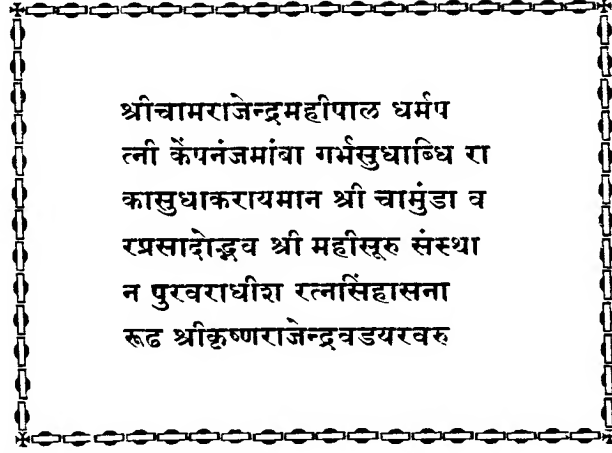 श्रीचामराजेन्द्रमहीपाल धर्मप
त्नी केंपनंजमांबा गर्भसुधाब्धि रा
कासुधाकरायमान श्री चामुंडा व
रप्रसादोद्भव श्री महीसूरु संस्था
न पुरवराधीश रत्नसिंहासना
रूढ श्रीकृष्णराजेन्द्रवडयरवरु